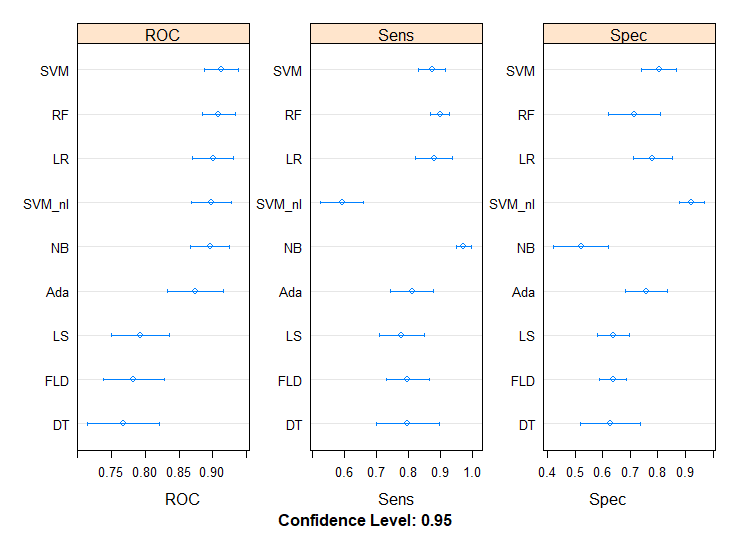 ROC
Sens
Spec
SVM
SVM
SVM
RF
RF
RF
LR
LR
LR
SVM_nl
SVM_nl
SVM_nl
NB
NB
NB
Ada
Ada
Ada
LS
LS
LS
FLD
FLD
FLD
DT
DT
DT
0.75 0.80 0.85 0.90
0.6 0.7 0.8 0.9 1.0
0.4 0.5 0.6 0.7 0.8 0.9
ROC
Sens
Spec
Confidence Level: 0.95